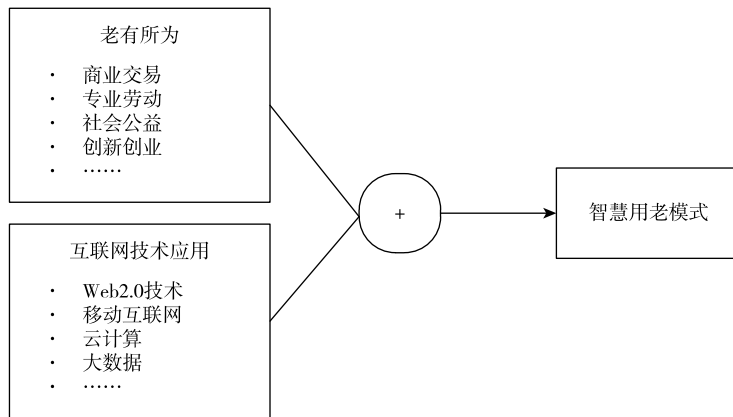 老有所为
· 商业交易
· 专业劳动
· 社会公益
· 创新创业
· ……
+
智慧用老模式
互联网技术应用
· Web2.0技术
· 移动互联网
· 云计算
· 大数据
· ……